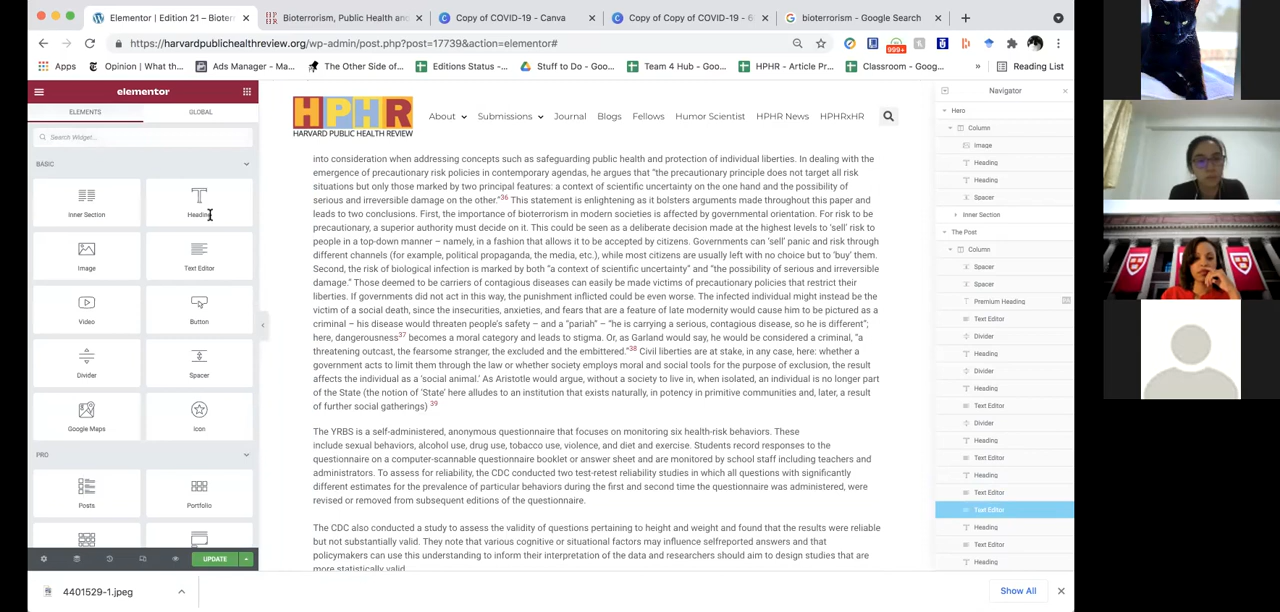 Elementor | Edition 21 – Biote
Bioterrorism, Public Health and
Copy of COVID-19 - Canva
Copy of Copy of COVID-19 - 6
bioterrorism - Google Search
https://harvardpublichealthreview.org/wp-admin/post.php?post=17739&action=elementor#
999+
Apps
Opinion | What th...
Ads Manager - Ma...
The Other Side of...
Editions Status -...
Stuff to Do - Goog...
Team 4 Hub - Goo...
HPHR - Article Pr...
Classroom - Goog...
»
Reading List
elementor
ELEMENTS
GLOBAL
Search Widget...
BASIC
Inner Section
Heading
Image
Text Editor
Video
Button
Divider
Spacer
Google Maps
Icon
PRO
Posts
Portfolio
UPDATE
HPHR
HARVARD PUBLIC HEALTH REVIEW
About
Submissions
Journal
Blogs
Fellows
Humor Scientist
HPHR News
HPHRxHR
into consideration when addressing concerns such as safeguarding public health and protection of individual liberties. In dealing with the
emergence of precautionary risk policies in contemporary agendas, he argues that "the precautionary principle does not target all risk
situations but only those marked by two principal features: a context of scientific uncertainty on the one hand and the possibility of
serious and irreversible damage on the other."36 This statement is enlightening as it bolsters arguments made throughout this paper and
leads to two conclusions. First, the importance of bioterrorism in modern societies is affected by governmental orientation. For risk to be
precautionary, a superior authority must decide on it. This could be seen as a deliberate decision made at the highest levels to 'sell' risk to
people in a top-down manner – namely, in a fashion that allows it to be accepted by citizens. Governments can 'sell' panic and risk through
different channels (for example, political propaganda, the media, etc.), while most citizens are usually left with no choice but to 'buy' them.
Second, the risk of biological threats is marked by both "a context of scientific uncertainty" and "the possibility of serious and irreversible
damage." Those deemed to be carriers of contagious diseases can be easily made victims of precautionary policies that restrict their
liberties. If governments did not act in this way, the punishment inflicted could be even worse. The infected individual might instead be the
victim of a social death, since the insecurities, anxieties, and fears that are a feature of late modernity would cause him to be pictured as a
criminal – his disease would threaten people's safety – and a "pariah" – "he is carrying a serious, contagious disease, so he is different";
here, dangerousness37 becomes a moral category and leads to stigma. Or, as Garland would say, he would be considered a criminal, "a
threatening outcast, the fearsome stranger, the excluded and the embittered."38 Civil liberties are at stake, in any case, here: whether a
government acts to limit them through the law or whether society employs moral and social tools for the purpose of exclusion, the result
affects the individual as a 'social animal.' As Aristotle would argue, without a society to live in, when isolated, an individual is no longer part
of the State (the notion of 'State' here alludes to an institution that exists naturally, in potency in primitive communities and, later, a result
of further social gatherings) 39
The YRBS is a self-administered, anonymous questionnaire that focuses on monitoring six health-risk behaviors. These
include sexual behaviors, alcohol use, drug use, tobacco use, violence, and diet and exercise. Students record responses to the
questionnaire on a computer-scannable questionnaire booklet or answer sheet and are monitored by school staff including teachers and
administrators. To assess for reliability, the CDC conducted two test-retest reliability studies in which all questions with significantly
different estimates for the prevalence of particular behaviors during the first and second time the questionnaire was administered, were
revised or removed from subsequent editions of the questionnaire.
The CDC also conducted a study to assess the validity of questions pertaining to height and weight and found that the results were reliable
but not substantially valid. They note that various cognitive or situational factors may influence selfreported answers and that
policymakers can use this understanding to inform their interpretation of the data and researchers should aim to design studies that are
more statistically valid
Navigator
Hero
Column
Image
Heading
Heading
Spacer
Inner Section
The Post
Column
Spacer
Spacer
Premium Heading
Text Editor
Divider
Heading
Divider
Heading
Text Editor
Divider
Heading
Text Editor
Heading
Text Editor
Text Editor
Heading
Text Editor
Heading
4401529-1.jpeg
Show All